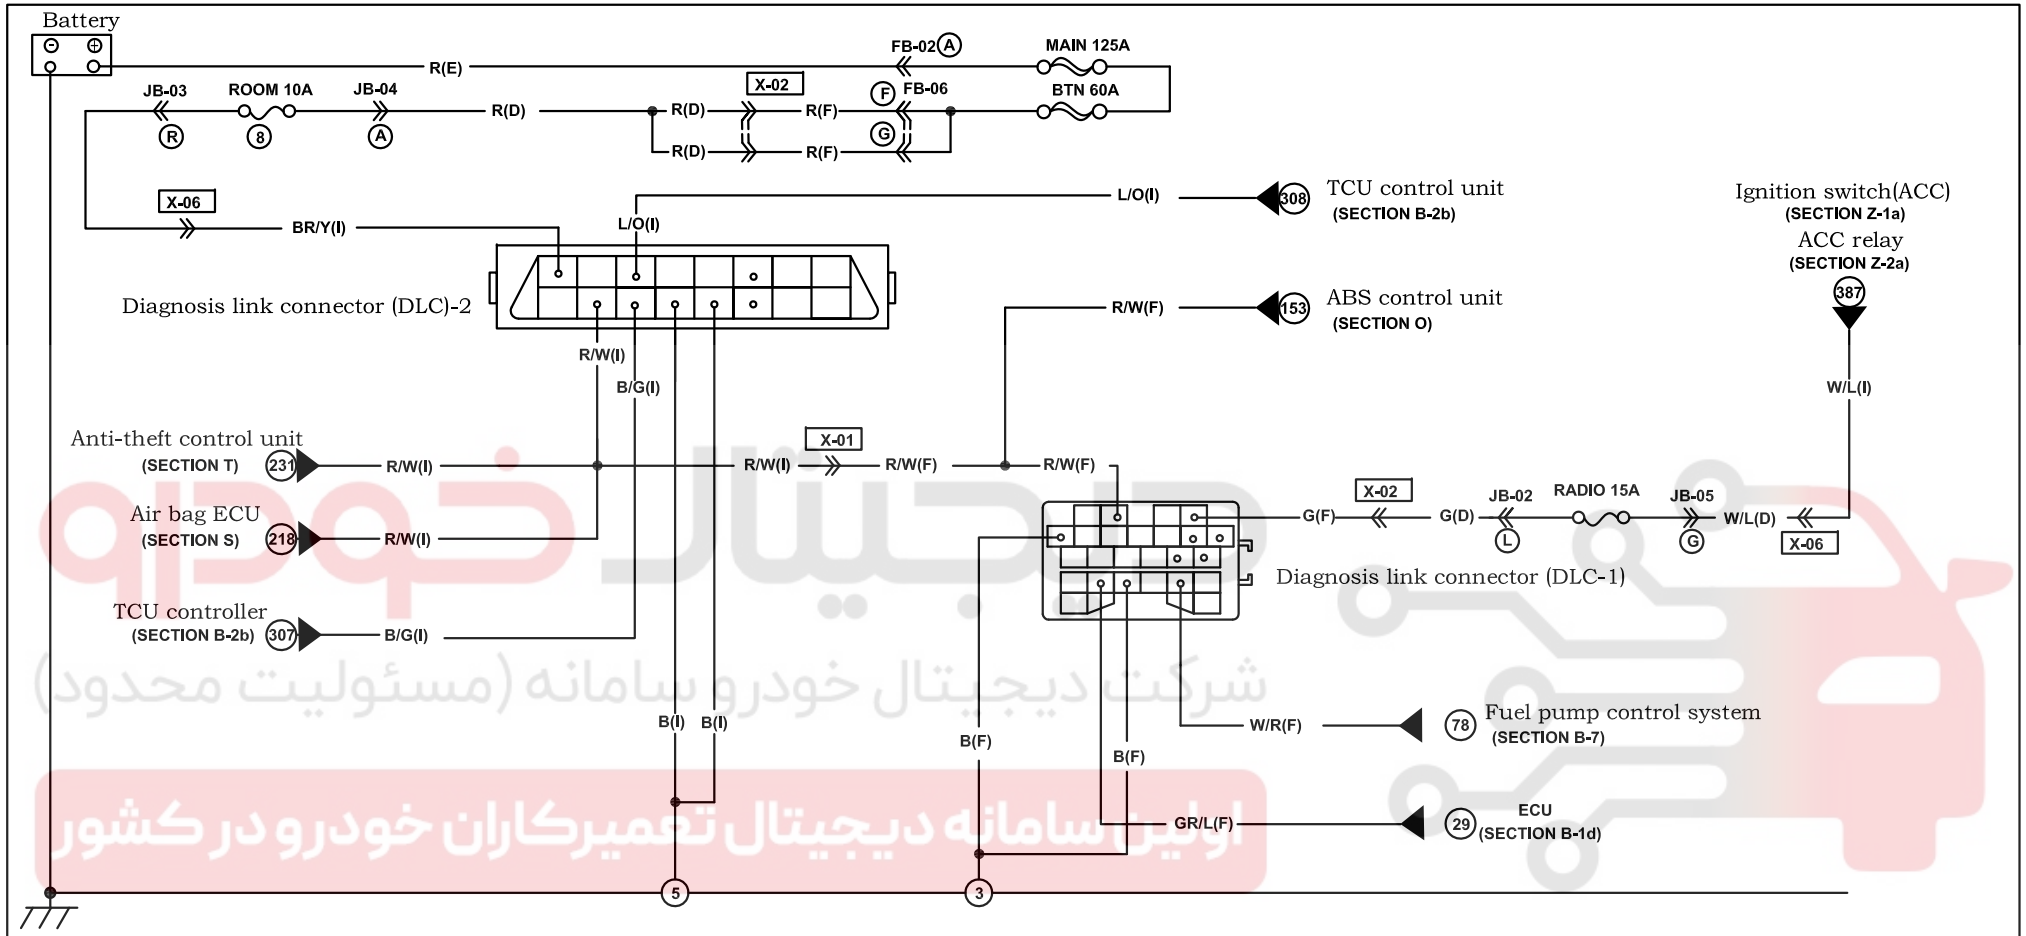 Battery
R(E)
FB-02 A
MAIN 125A
JB-03
ROOM 10A
JB-04
R(D)
R(D)
X-02
R(F)
F FB-06
BTN 60A
R
8
A
R(D)
R(F)
G
X-06
BR/Y(I)
L/O(I)
L/O(I)
308 TCU control unit
(SECTION B-2b)
Ignition switch(ACC)
(SECTION Z-1a)
ACC relay
(SECTION Z-2a)
387
Diagnosis link connector (DLC)-2
R/W(F)
153 ABS control unit
(SECTION O)
R/W(I)
B/G(I)
W/L(I)
Anti-theft control unit
(SECTION T) 231
R/W(I)
R/W(I)
X-01
R/W(F)
R/W(F)
Air bag ECU
(SECTION S) 218
R/W(I)
G(F)
X-02
G(D)
JB-02
L
RADIO 15A
JB-05
G
W/L(D)
X-06
Diagnosis link connector (DLC-1)
TCU controller
(SECTION B-2b) 307
B/G(I)
دیجیتال خودرو
شرکت دیجیتال خودرو سامانه (مسئولیت محدود)
B(I)
B(I)
B(F)
B(F)
W/R(F)
78 Fuel pump control system
(SECTION B-7)
GR/L(F)
29 ECU
(SECTION B-1d)
اولین سامانه دیجیتال تعمیرکاران خودرو در کشور
5
3